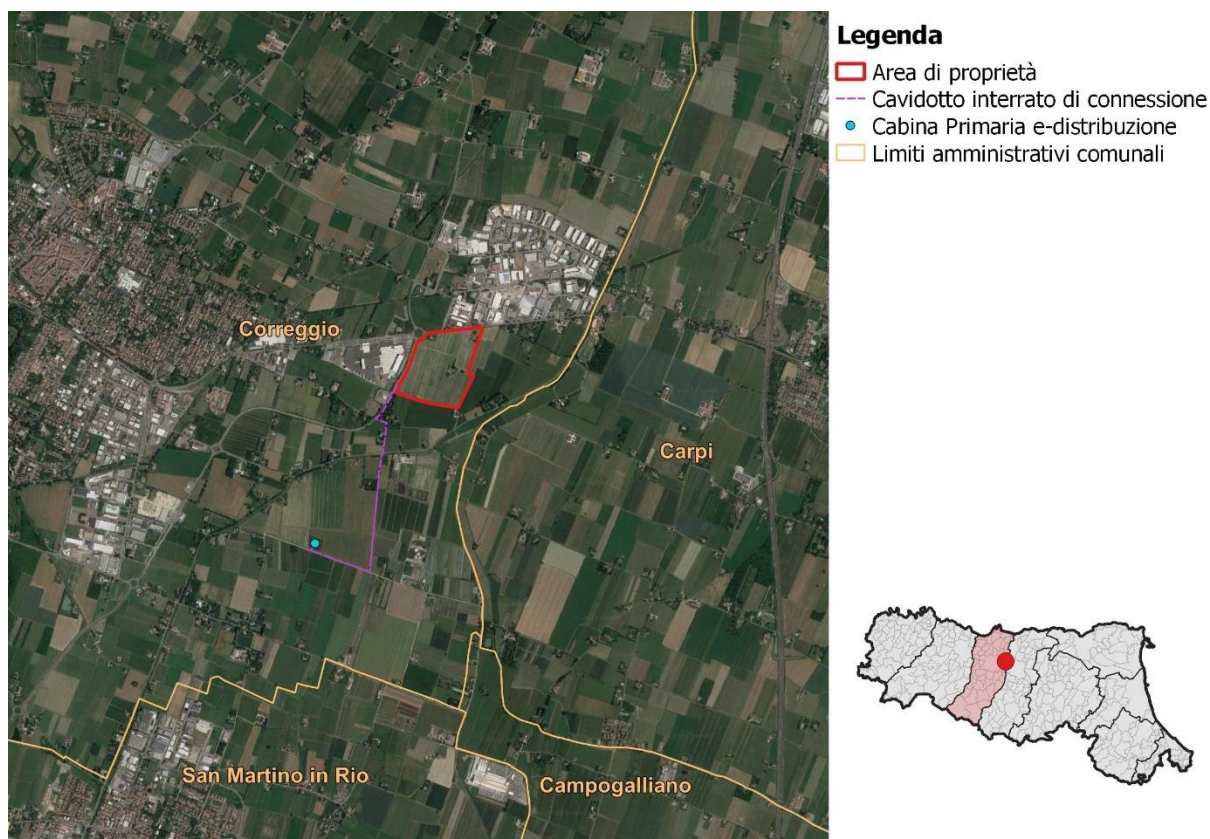 Legenda
Area di proprietà
Cavidotto interrato di connessione
Cabina Primaria e-distribuzione
Limiti amministrativi comunali
Correggio
Carpi
San Martino in Rio
Campogalliano